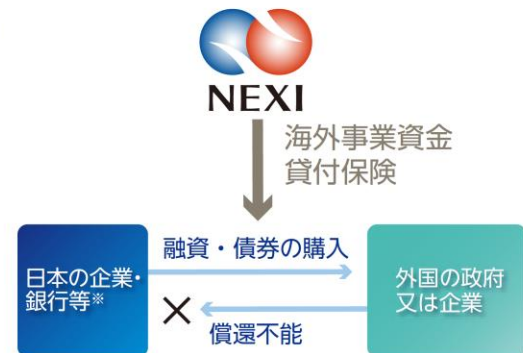 NEXI
海外事業資金
貸付保険
融資・債券の購入
日本の企業・
銀行等※
外国の政府
又は企業
償還不能